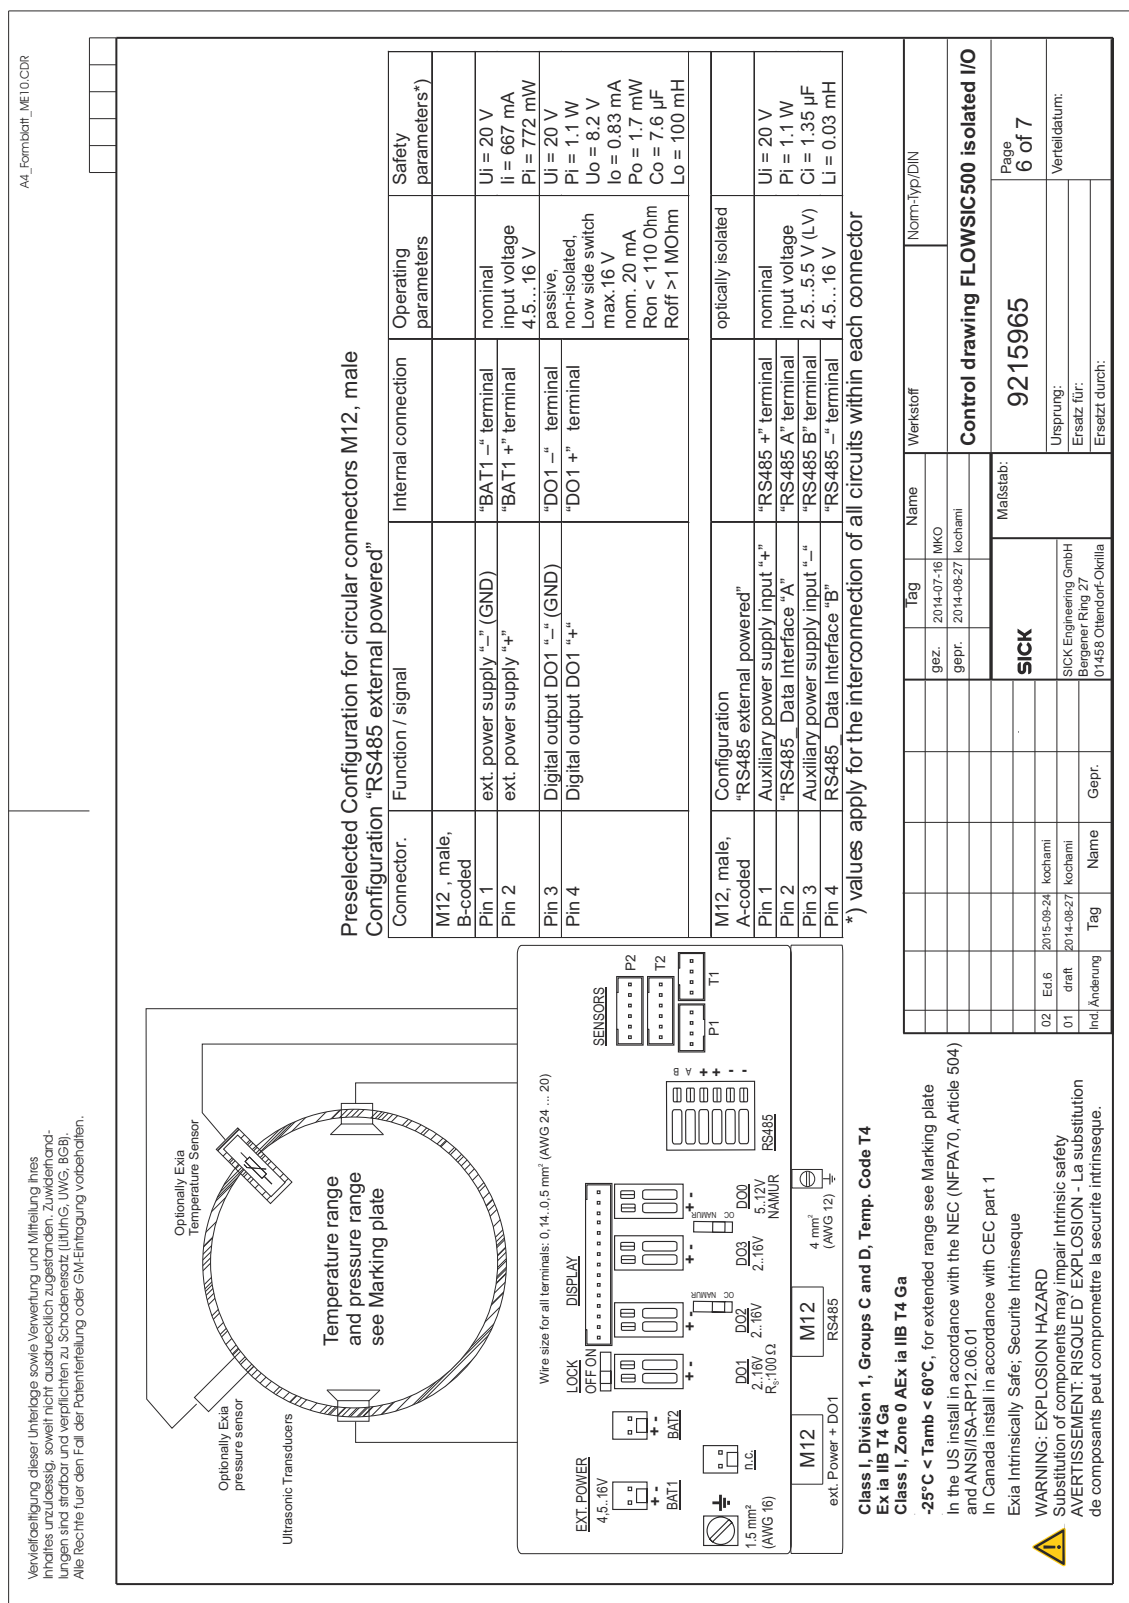 A4_Formblatt_ME10.CDR
Vervielfaeltigung dieser Unterlage sowie Verwertung und Mitteilung ihres
Inhaltes unzulaessig, soweit nicht ausdruecklich zugestanden. Zuwiderhand-
lungen sind strafbar und verpflichten zu Schadenersatz (LitUrhG, UWG, BGB).
Alle Rechte fuer den Fall der Patenterteilung oder GM-Eintragung vorbehalten.
Optionally Exia
Temperature Sensor
Optionally Exia
pressure sensor
Ultrasonic Transducers
Temperature range
and pressure range
see Marking plate
Wire size for all terminals: 0,14..0,5 mm² (AWG 24 ... 20)
EXT. POWER
4,5..16V
+ -
BAT1
+ -
BAT2
LOCK
OFF ON
DISPLAY
SENSORS
P2
T2
P1
T1
+ -
DO1
2..16V
Rs:100 Ω
+ -
DO2
2..16V
OC NAMUR
+ -
DO3
2..16V
OC NAMUR
+ -
DO0
5..12V
NAMUR
RS485
- - + + A B
1.5 mm²
(AWG 16)
n.c.
M12
ext. Power + DO1
M12
RS485
4 mm²
(AWG 12)
Preselected Configuration for circular connectors M12, male
Configuration “RS485 external powered”
Connector. Function / signal Internal connection Operating parameters Safety parameters*)
M12 , male,
B-coded
Pin 1 ext. power supply “–” (GND) “BAT1 –“ terminal nominal Ui = 20 V
Pin 2 ext. power supply “+” “BAT1 +” terminal input voltage Ii = 667 mA
4.5…16 V Pi = 772 mW
Pin 3 Digital output DO1 “–“ (GND) “DO1 –“ terminal passive, Ui = 20 V
Pin 4 Digital output DO1 “+“ “DO1 +” terminal non-isolated, Pi = 1.1 W
Low side switch Uo = 8.2 V
max.16 V Io = 0.83 mA
nom. 20 mA Po = 1.7 mW
Ron < 110 Ohm Co = 7.6 µF
Roff > 1 MOhm Lo = 100 mH
M12, male, Configuration optically isolated
A-coded “RS485 external powered”
Pin 1 Auxiliary power supply input “+“ “RS485 +” terminal nominal Ui = 20 V
Pin 2 “RS485_ Data Interface “A” “RS485 A” terminal input voltage Pi = 1.1 W
Pin 3 Auxiliary power supply input “–“ “RS485 B” terminal 2.5…5.5 V (LV) Ci = 1.35 µF
Pin 4 RS485_ Data Interface “B” “RS485 –“ terminal 4.5…16 V Li = 0.03 mH
*) values apply for the interconnection of all circuits within each connector
Class I, Division 1, Groups C and D, Temp. Code T4
Ex ia IIB T4 Ga
Class I, Zone 0 AEx ia IIB T4 Ga
-25°C < Tamb < 60°C, for extended range see Marking plate
In the US install in accordance with the NEC (NFPA70, Article 504)
and ANSI/ISA-RP12.06.01
In Canada install in accordance with CEC part 1
Exia Intrinsically Safe; Securite Intrinseque
WARNING: EXPLOSION HAZARD
Substitution of components may impair Intrinsic safety
AVERTISSEMENT: RISQUE D` EXPLOSION - La substitution
de composants peut compromettre la securite intrinseque.
Tag Name Werkstoff Norm-Typ/DIN
gez. 2014-07-16 MKO
gepr. 2014-08-27 kochami
Control drawing FLOWSIC500 isolated I/O
SICK
Maßstab:
9215965
Page
6 of 7
02 Ed.6 2015-09-24 kochami
01 draft 2014-08-27 kochami
Ind. Änderung Tag Name Gepr.
SICK Engineering GmbH
Bergener Ring 27
01458 Ottendorf-Okrilla
Ursprung:
Ersatz für:
Ersetzt durch:
Verteildatum: